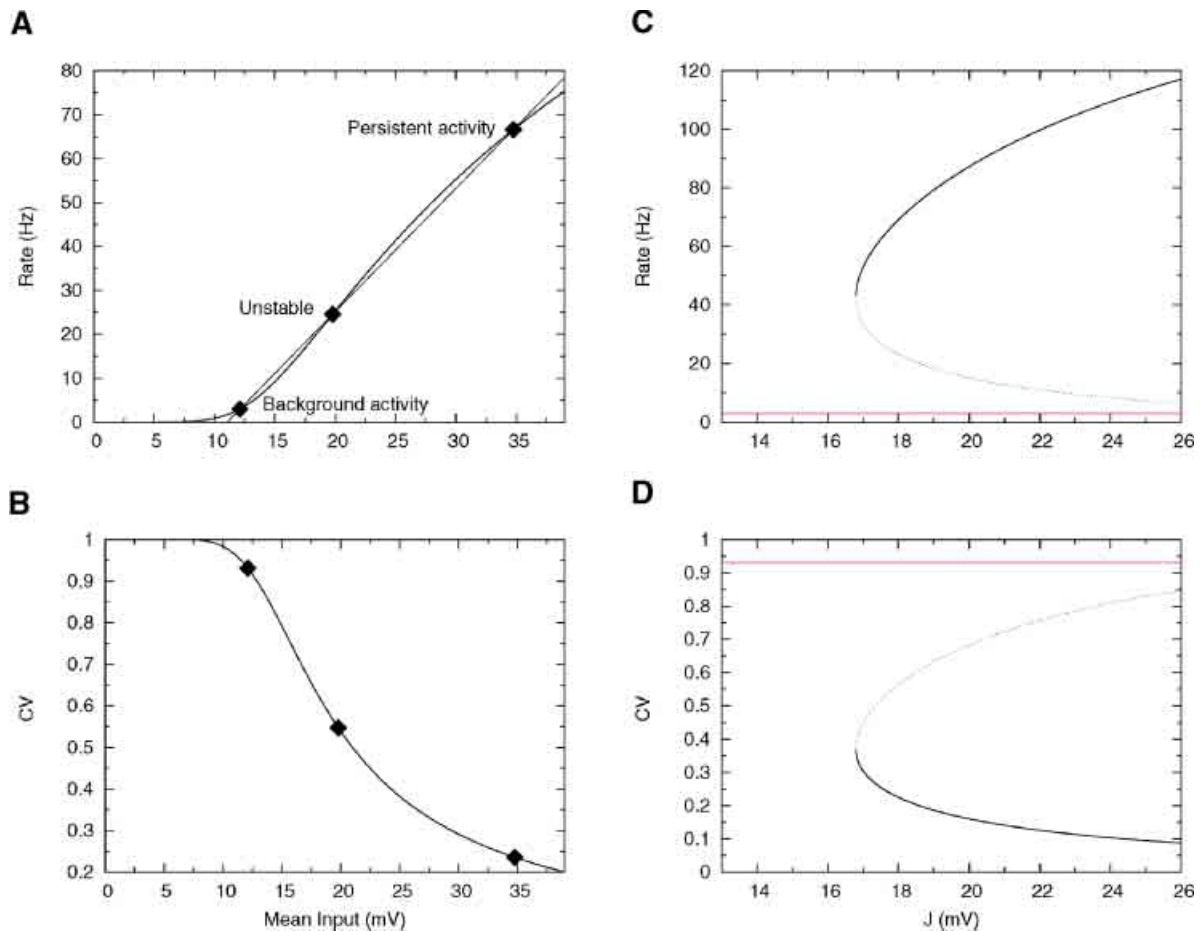 A
80
70
60
50
40
30
20
10
0
Rate (Hz)
Persistent activity
Unstable
Background activity
0 5 10 15 20 25 30 35
C
120
100
80
60
40
20
0
Rate (Hz)
14 16 18 20 22 24 26
B
1
0.9
0.8
0.7
0.6
0.5
0.4
0.3
0.2
CV
0 5 10 15 20 25 30 35
Mean Input (mV)
D
1
0.9
0.8
0.7
0.6
0.5
0.4
0.3
0.2
0.1
0
CV
14 16 18 20 22 24 26
J (mV)